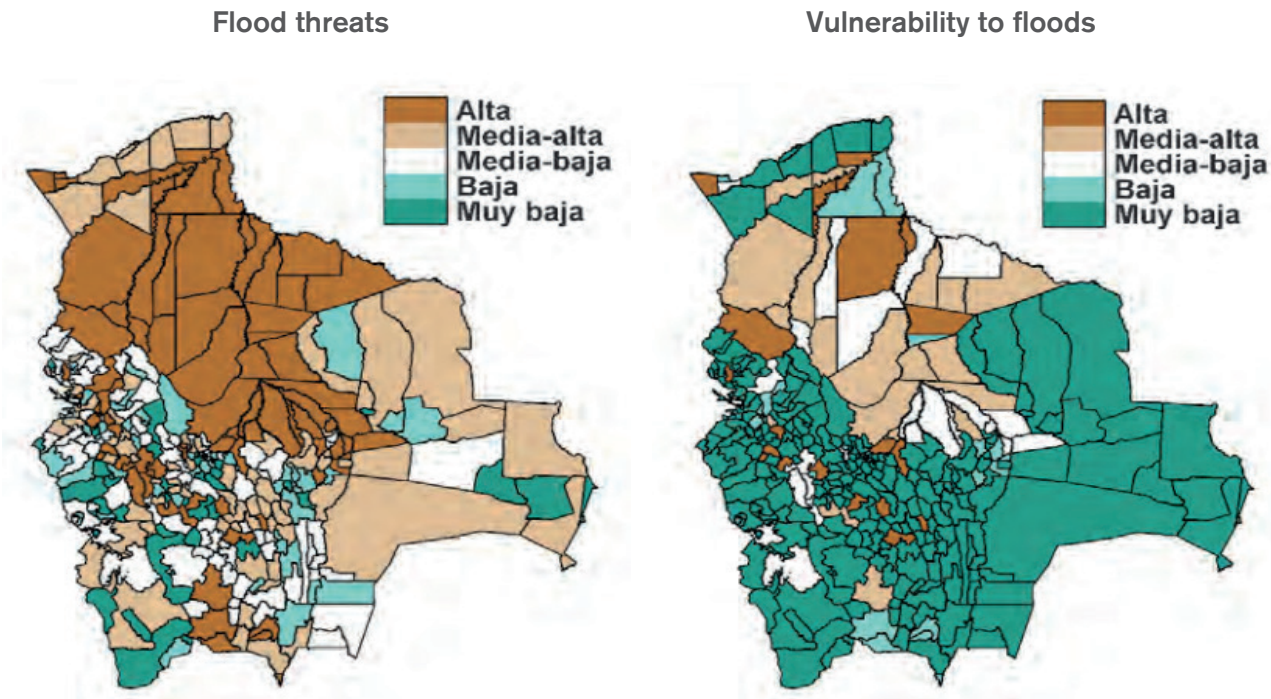 Flood threats
Alta
Media-alta
Media-baja
Baja
Muy baja
Vulnerability to floods
Alta
Media-alta
Media-baja
Baja
Muy baja